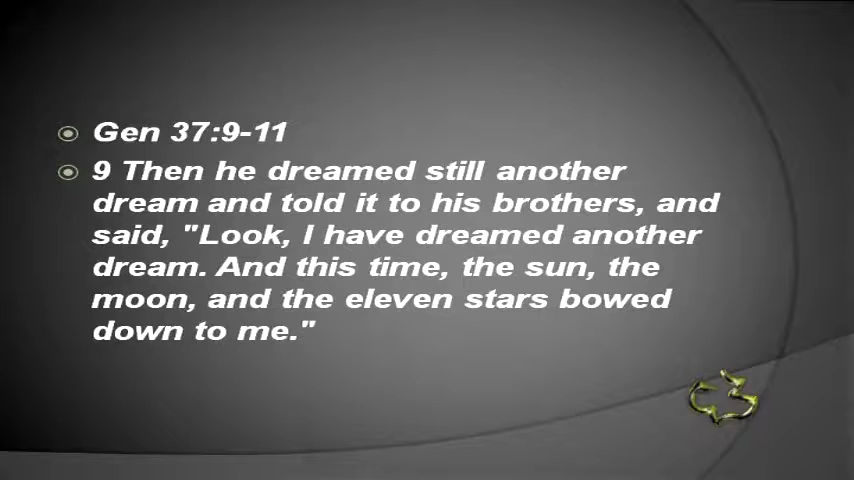 Gen 37:9-11
9 Then he dreamed still another
dream and told it to his brothers, and
said, "Look, I have dreamed another
dream. And this time, the sun, the
moon, and the eleven stars bowed
down to me."